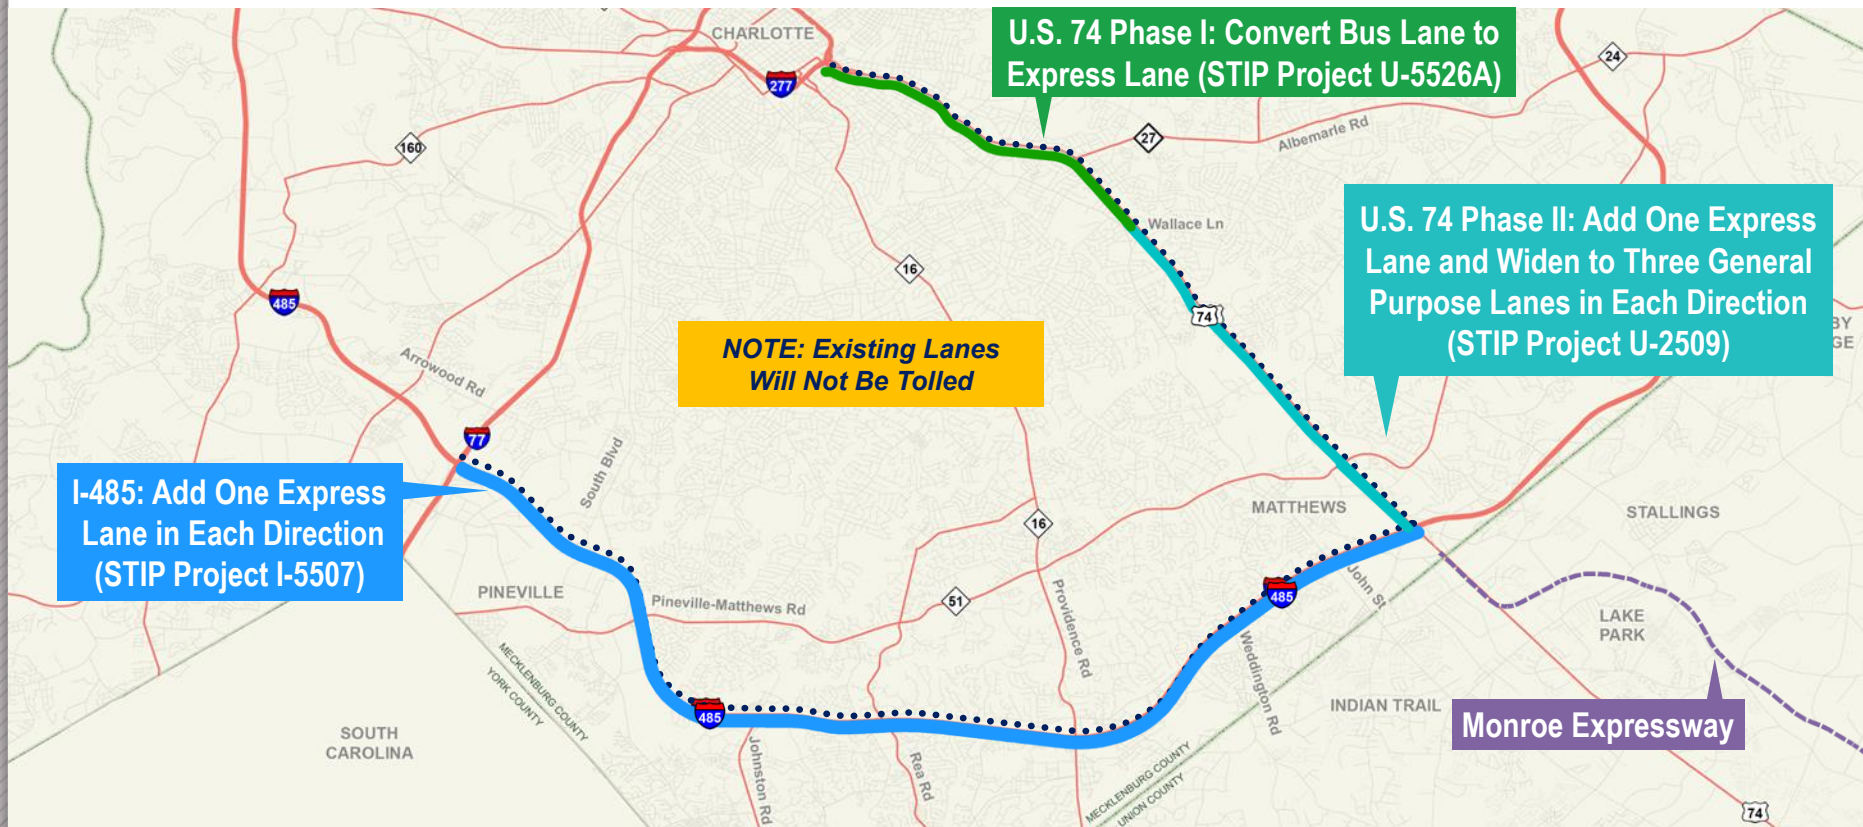 CHARLOTTE
277
U.S. 74 Phase I: Convert Bus Lane to
Express Lane (STIP Project U-5526A)
24
160
27
Albemarle Rd
16
Wallace Ln
U.S. 74 Phase II: Add One Express
Lane and Widen to Three General
Purpose Lanes in Each Direction
(STIP Project U-2509)
BY
GE
485
74
NOTE: Existing Lanes
Will Not Be Tolled
Arrowood Rd
77
South Blvd
I-485: Add One Express
Lane in Each Direction
(STIP Project I-5507)
16
MATTHEWS
STALLINGS
PINEVILLE
Pineville-Matthews Rd
51
Providence Rd
485
John St
LAKE
PARK
Weddington Rd
MECKLENBURG COUNTY
YORK COUNTY
485
INDIAN TRAIL
Monroe Expressway
SOUTH
CAROLINA
Johnston Rd
Rea Rd
MECKLENBURG COUNTY
UNION COUNTY
74